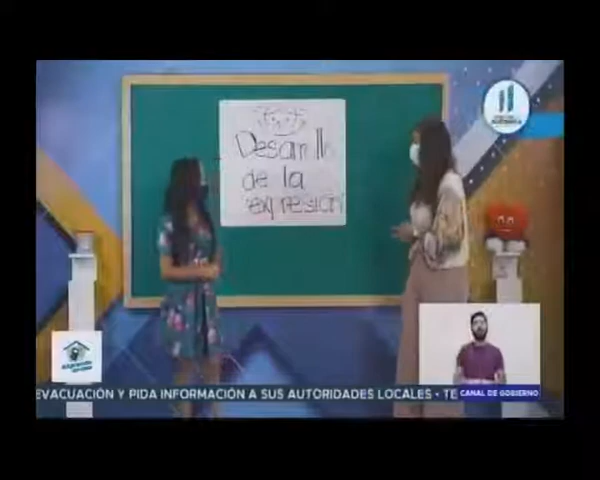 Desarrollo
de la
expresión
EVACUACIÓN Y PIDA INFORMACIÓN A SUS AUTORIDADES LOCALES - TE
CANAL DE GOBIERNO